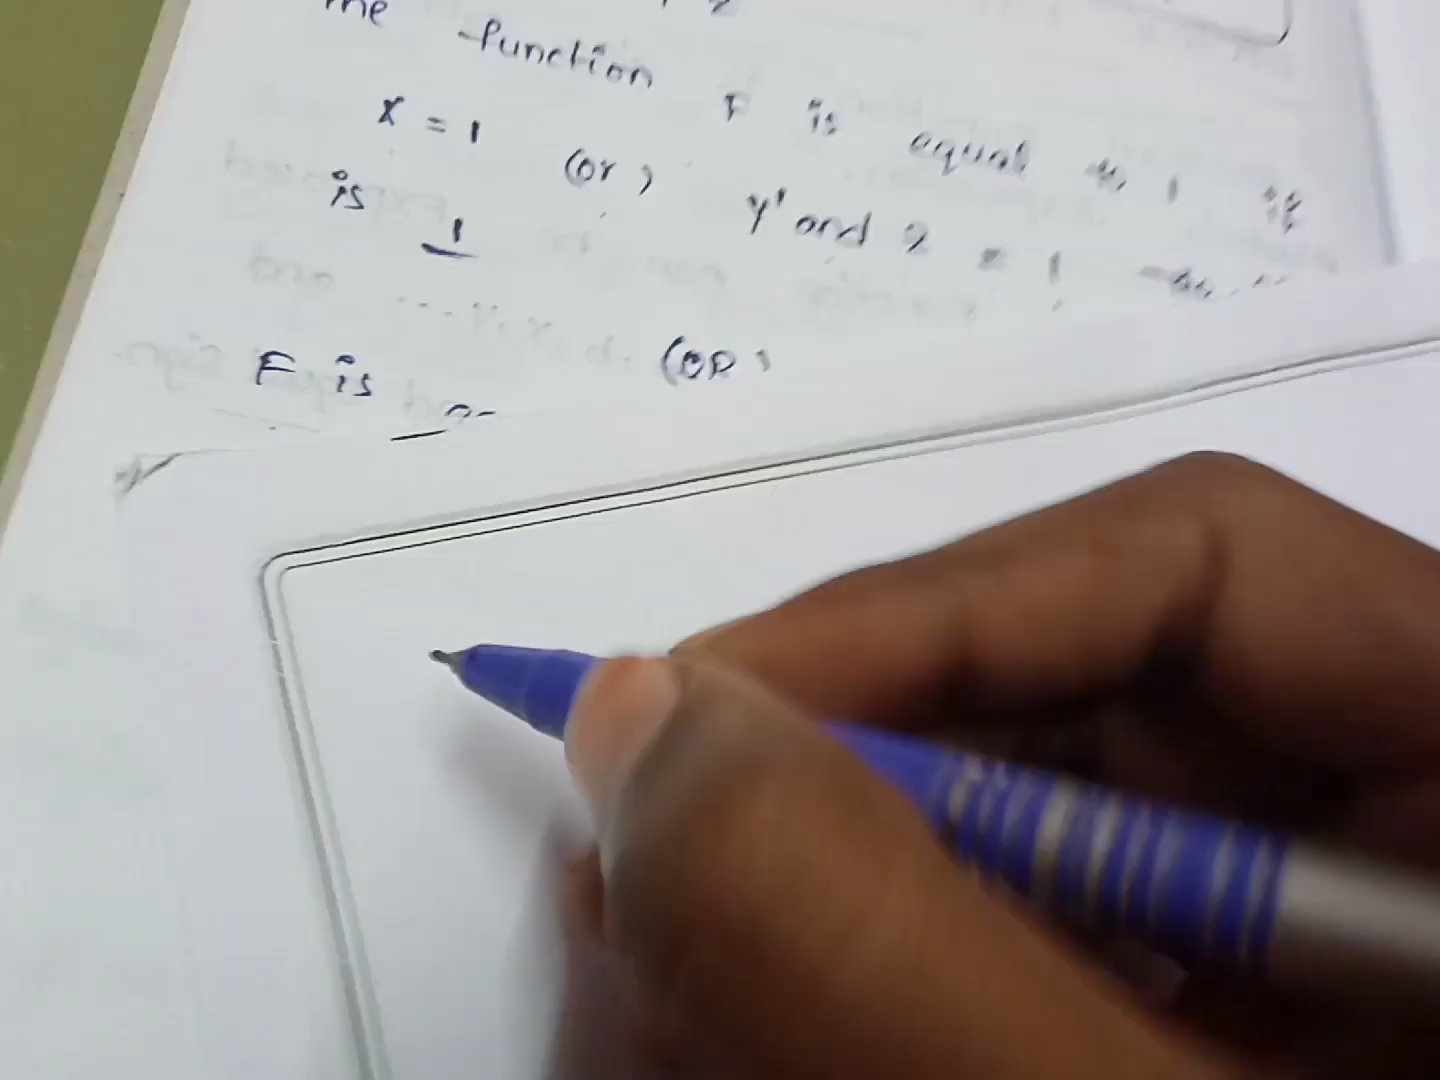 the function F is equal to 1 if
x = 1 (or) y' and z = 1
is 1
F is (OR)